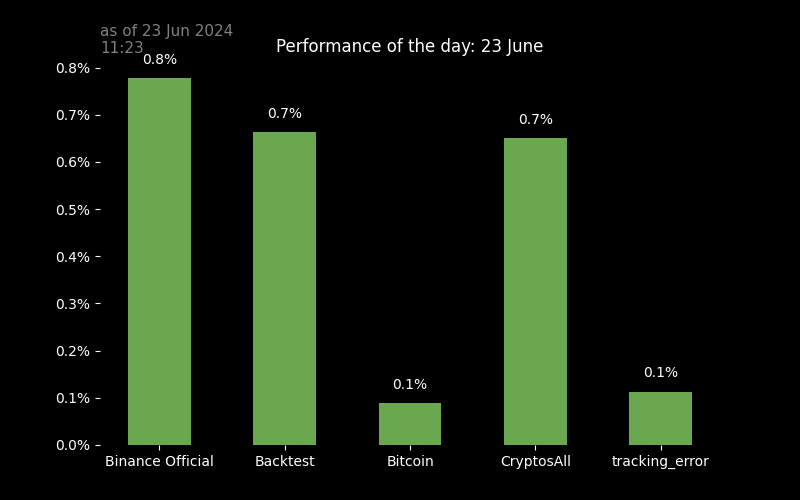 as of 23 Jun 2024
11:23
Performance of the day: 23 June
0.8%
0.7%
0.6%
0.5%
0.4%
0.3%
0.2%
0.1%
0.0%
0.8%
0.7%
0.1%
0.7%
0.1%
Binance Official
Backtest
Bitcoin
CryptosAll
tracking_error